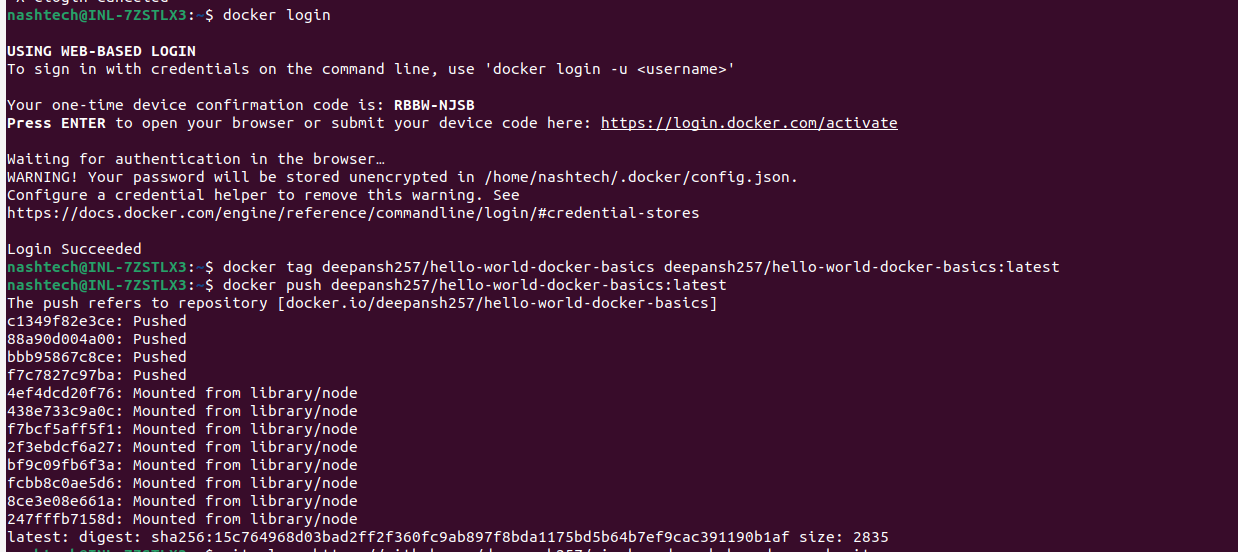 nashtech@INL-7ZSTLX3:~$ docker login
USING WEB-BASED LOGIN
To sign in with credentials on the command line, use 'docker login -u <username>'
Your one-time device confirmation code is: RBBW-NJSB
Press ENTER to open your browser or submit your device code here: https://login.docker.com/activate
Waiting for authentication in the browser…
WARNING! Your password will be stored unencrypted in /home/nashtech/.docker/config.json.
Configure a credential helper to remove this warning. See
https://docs.docker.com/engine/reference/commandline/login/#credential-stores
Login Succeeded
nashtech@INL-7ZSTLX3:~$ docker tag deepansh257/hello-world-docker-basics deepansh257/hello-world-docker-basics:latest
nashtech@INL-7ZSTLX3:~$ docker push deepansh257/hello-world-docker-basics:latest
The push refers to repository [docker.io/deepansh257/hello-world-docker-basics]
c1349f82e3ce: Pushed
88a90d004a00: Pushed
bbb95867c8ce: Pushed
f7c7827c97ba: Pushed
4ef4dcd20f76: Mounted from library/node
438e733c9a0c: Mounted from library/node
f7bcf5aff5f1: Mounted from library/node
2f3ebdcf6a27: Mounted from library/node
bf9c09fb6f3a: Mounted from library/node
fcbb8c0ae5d6: Mounted from library/node
8ce3e08e661a: Mounted from library/node
247fffb7158d: Mounted from library/node
latest: digest: sha256:15c764968d03bad2ff2f360fc9ab897f8bda1175bd5b64b7ef9cac391190b1af size: 2835